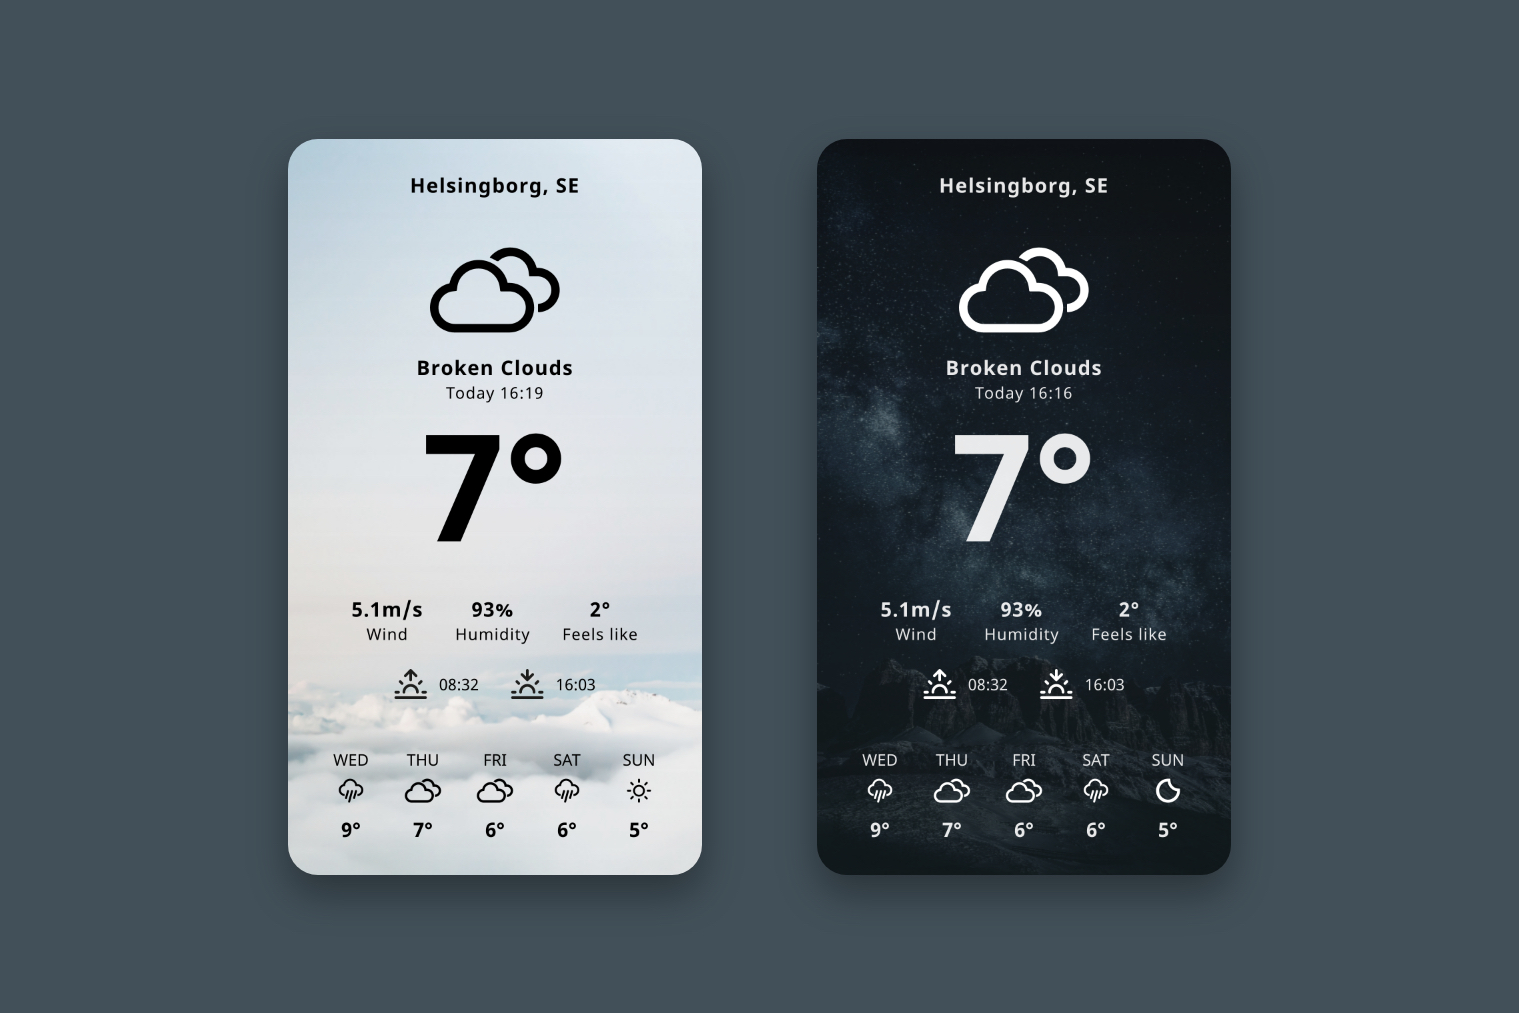 Helsingborg, SE
Broken Clouds
Today 16:19
7°
5.1m/s 93% 2°
Wind Humidity Feels like
08:32 16:03
WED THU FRI SAT SUN
9° 7° 6° 6° 5°
Helsingborg, SE
Broken Clouds
Today 16:16
7°
5.1m/s 93% 2°
Wind Humidity Feels like
08:32 16:03
WED THU FRI SAT SUN
9° 7° 6° 6° 5°